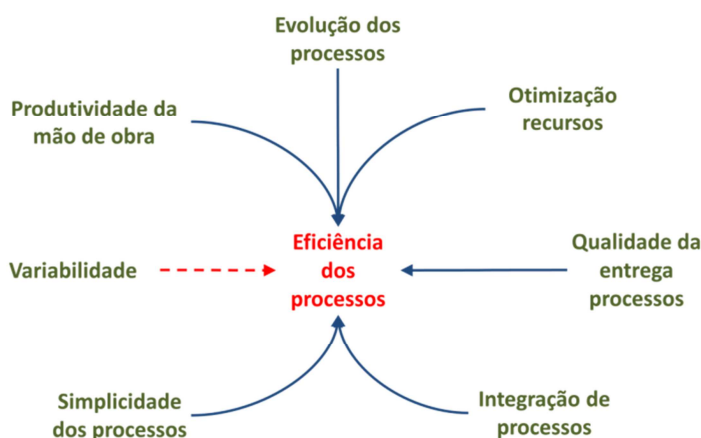 Evolução dos
processos
Produtividade da
mão de obra
Otimização
recursos
Variabilidade
Eficiência
dos
processos
Qualidade da
entrega
processos
Simplicidade
dos processos
Integração de
processos